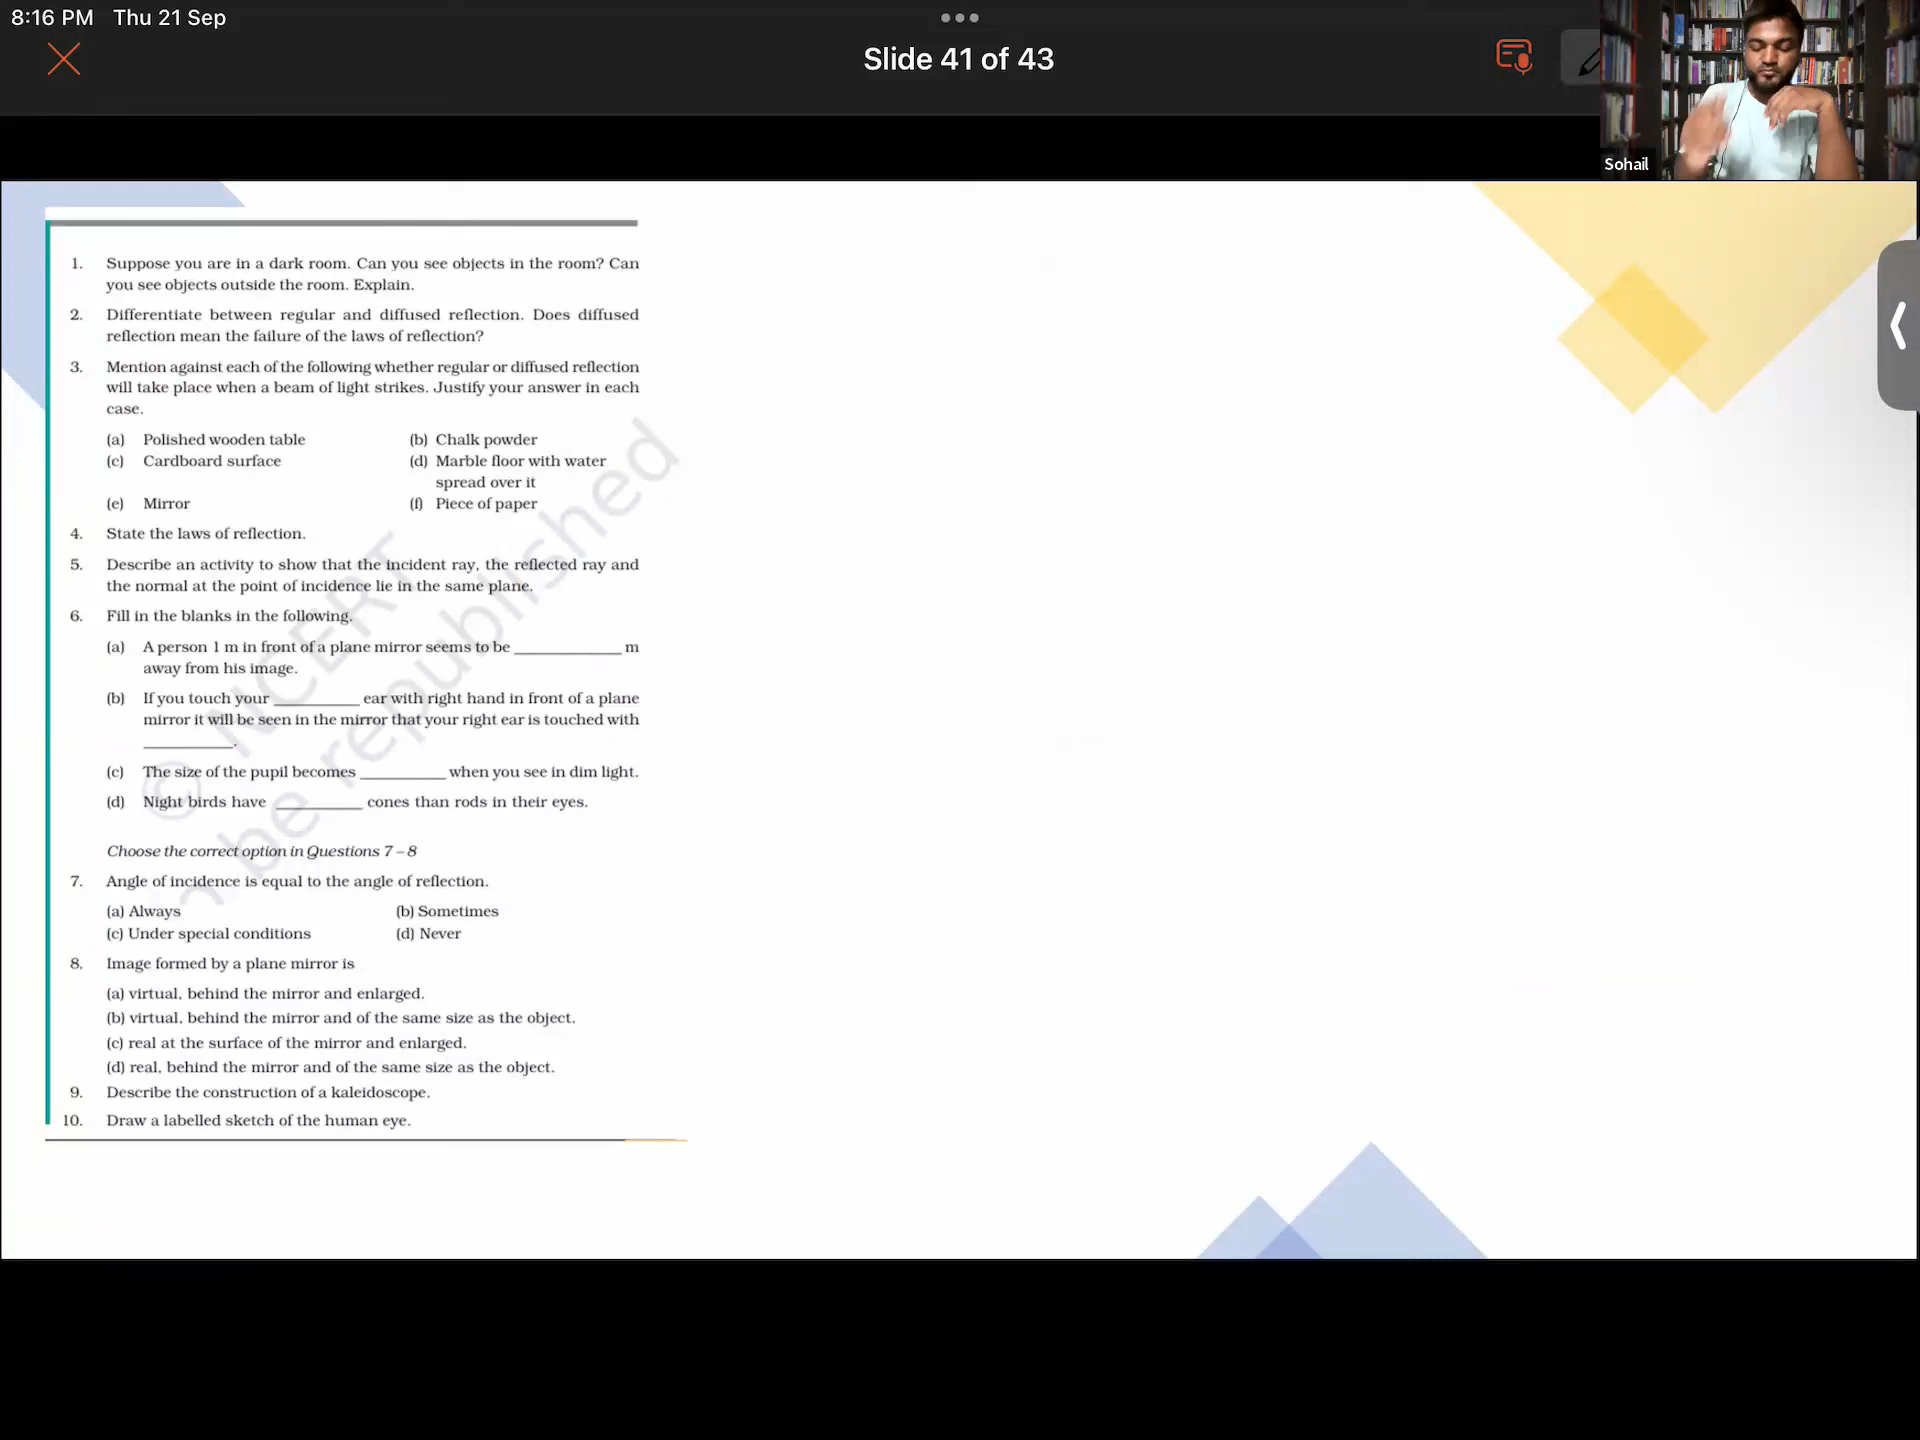 8:16 PM Thu 21 Sep
Slide 41 of 43
Sohail
1. Suppose you are in a dark room. Can you see objects in the room? Can
you see objects outside the room. Explain.
2. Differentiate between regular and diffused reflection. Does diffused
reflection mean the failure of the laws of reflection?
3. Mention against each of the following whether regular or diffused reflection
will take place when a beam of light strikes. Justify your answer in each
case.
(a) Polished wooden table (b) Chalk powder
(c) Cardboard surface (d) Marble floor with water
spread over it
(e) Mirror (f) Piece of paper
4. State the laws of reflection.
5. Describe an activity to show that the incident ray, the reflected ray and
the normal at the point of incidence lie in the same plane.
6. Fill in the blanks in the following.
(a) A person 1 m in front of a plane mirror seems to be _____________ m
away from his image.
(b) If you touch your __________ ear with right hand in front of a plane
mirror it will be seen in the mirror that your right ear is touched with
___________.
(c) The size of the pupil becomes __________ when you see in dim light.
(d) Night birds have __________ cones than rods in their eyes.
Choose the correct option in Questions 7 – 8
7. Angle of incidence is equal to the angle of reflection.
(a) Always (b) Sometimes
(c) Under special conditions (d) Never
8. Image formed by a plane mirror is
(a) virtual, behind the mirror and enlarged.
(b) virtual, behind the mirror and of the same size as the object.
(c) real at the surface of the mirror and enlarged.
(d) real, behind the mirror and of the same size as the object.
9. Describe the construction of a kaleidoscope.
10. Draw a labelled sketch of the human eye.
© NCERT
be republished